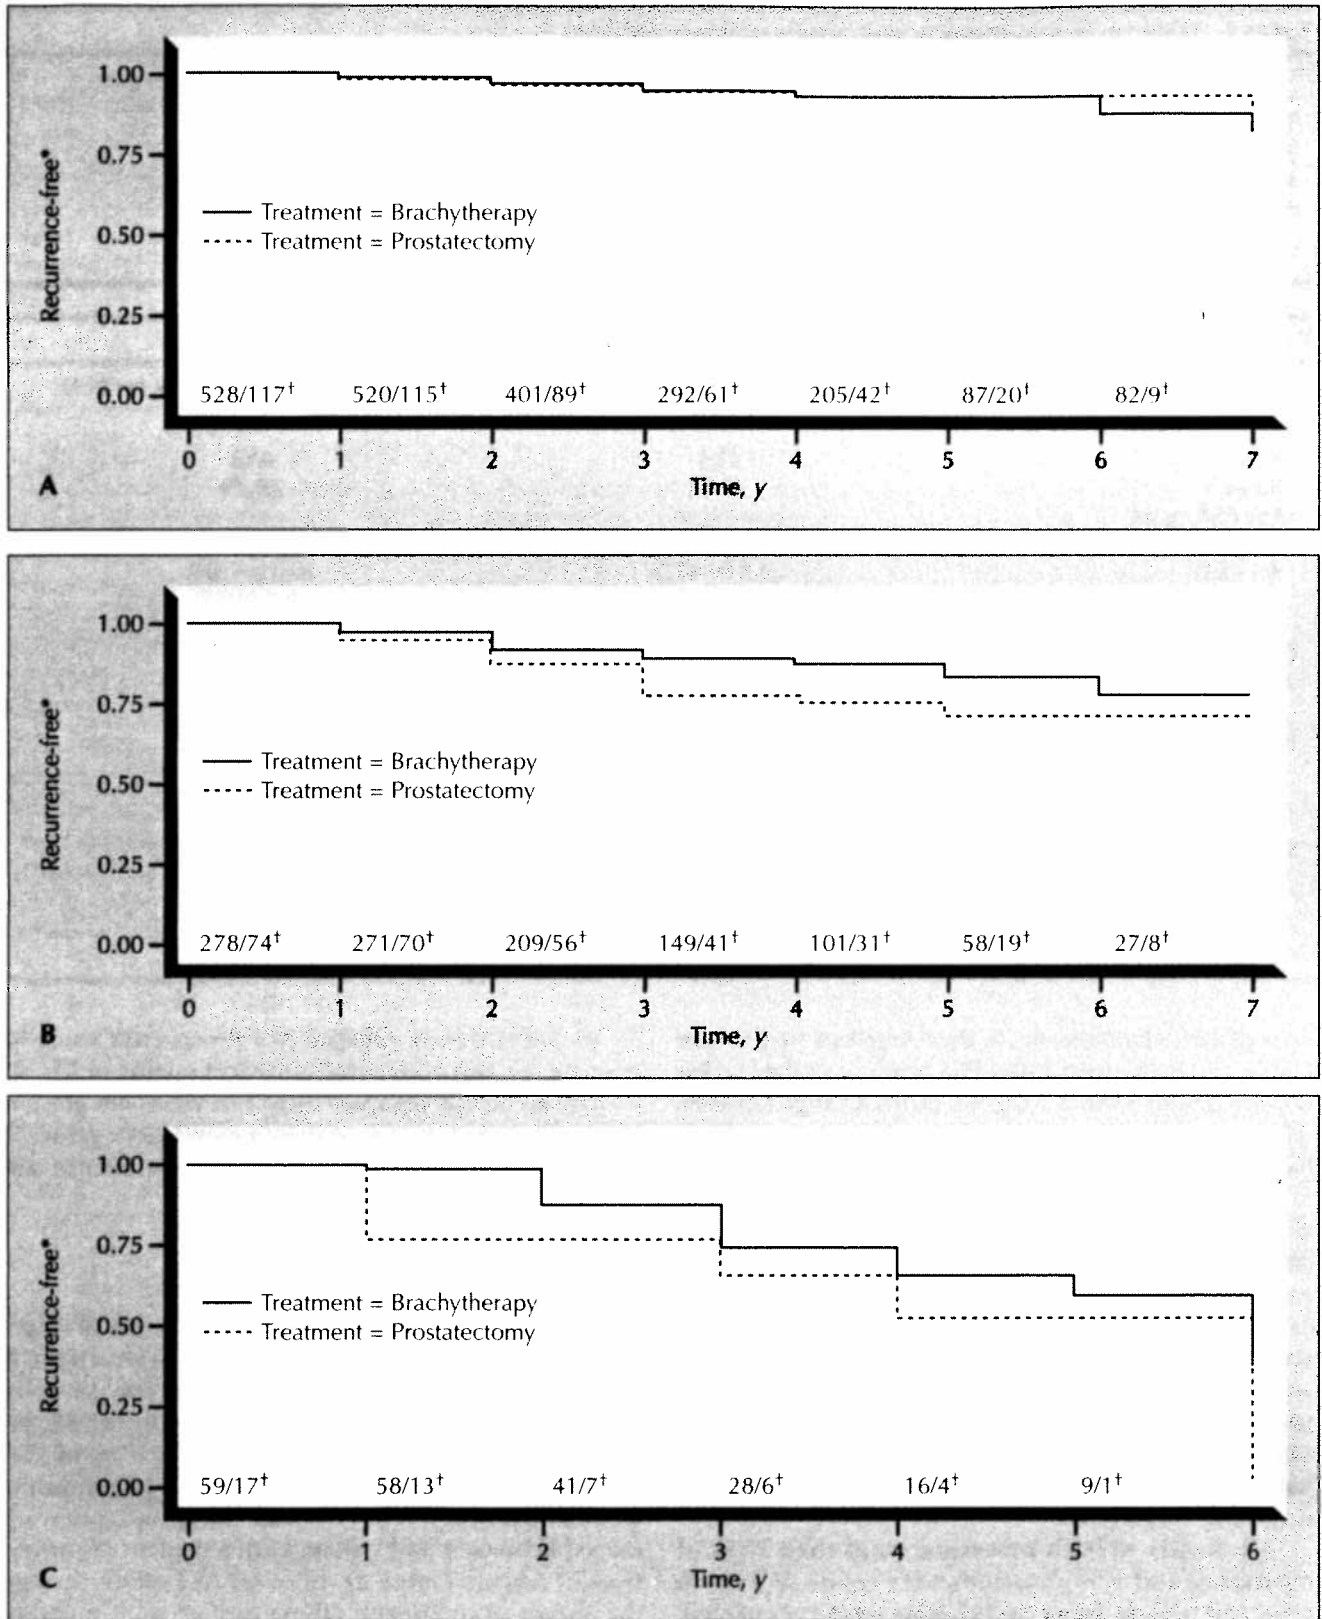 1.00
0.75
0.50
0.25
0.00
Recurrence-free*
Treatment = Brachytherapy
Treatment = Prostatectomy
528/117† 520/115† 401/89† 292/61† 205/42† 87/20† 82/9†
0 1 2 3 4 5 6 7
A
Time, y
1.00
0.75
0.50
0.25
0.00
Recurrence-free*
Treatment = Brachytherapy
Treatment = Prostatectomy
278/74† 271/70† 209/56† 149/41† 101/31† 58/19† 27/8†
0 1 2 3 4 5 6 7
B
Time, y
1.00
0.75
0.50
0.25
0.00
Recurrence-free*
Treatment = Brachytherapy
Treatment = Prostatectomy
59/17† 58/13† 41/7† 28/6† 16/4† 9/1†
0 1 2 3 4 5 6
C
Time, y